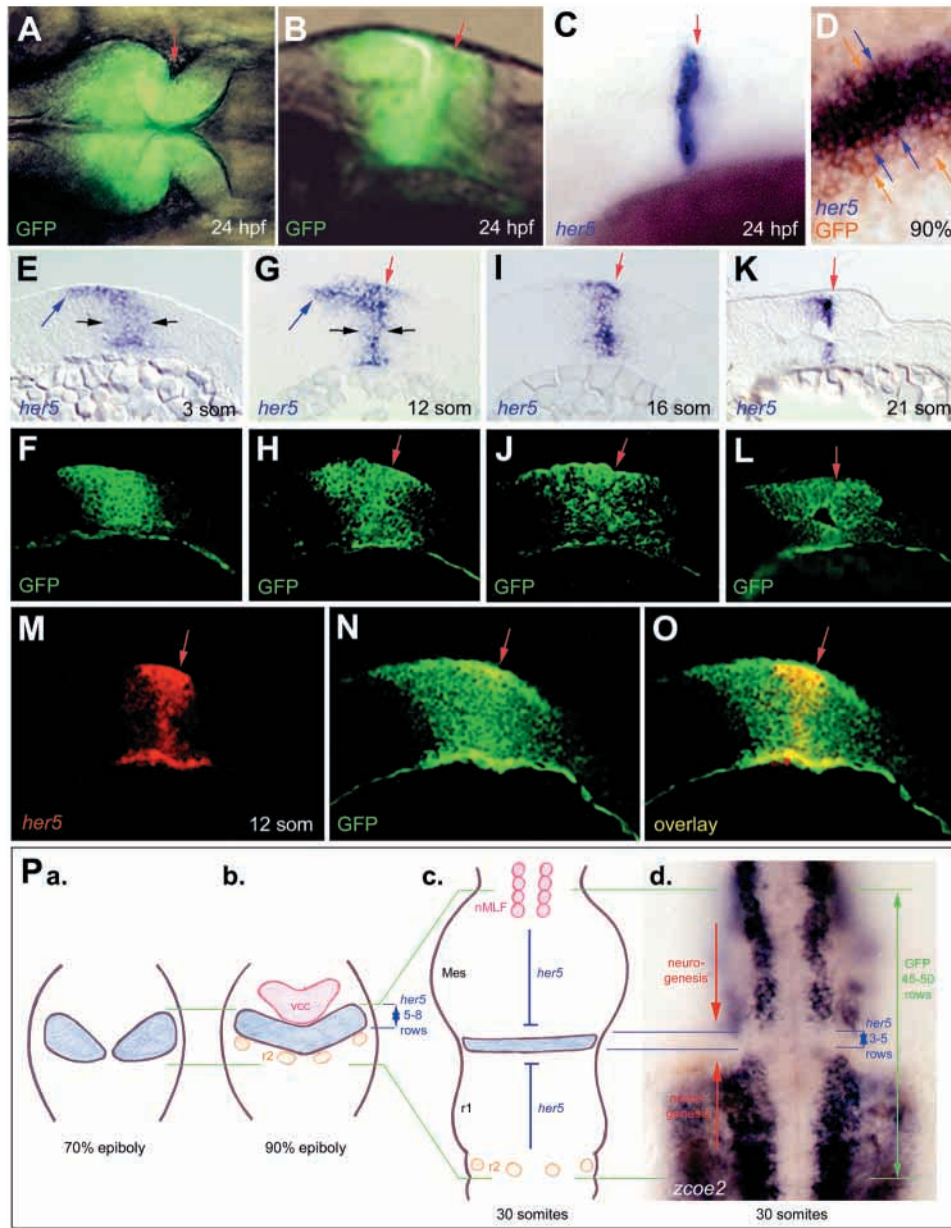 A
GFP
24 hpf
B
24 hpf
C
her5
24 hpf
D
her5
GFP
90%
E
her5
3 som
G
her5
12 som
I
her5
16 som
K
her5
21 som
F
GFP
H
GFP
J
GFP
L
GFP
M
her5
12 som
N
GFP
O
overlay
P a.
70% epiboly
b.
vcc
r2
her5
5-8
rows
90% epiboly
c.
nMLF
Mes
her5
r1
her5
r2
30 somites
d.
neuro-
genesis
GFP
45-50
rows
her5
3-5
rows
neuro-
genesis
zcoe2
30 somites